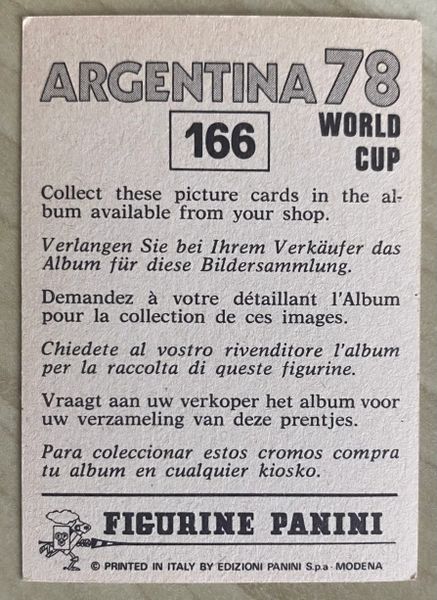 ARGENTINA 78
166
WORLD
CUP
Collect these picture cards in the al-
bum available from your shop.
Verlangen Sie bei Ihrem Verkäufer das
Album für diese Bildersammlung.
Demandez à votre détaillant l'Album
pour la collection de ces images.
Chiedete al vostro rivenditore l'album
per la raccolta di queste figurine.
Vraagt aan uw verkoper het album voor
uw verzameling van deze prentjes.
Para coleccionar estos cromos compra
tu album en cualquier kiosko.
FIGURINE PANINI
© PRINTED IN ITALY BY EDIZIONI PANINI S.p.a - MODENA